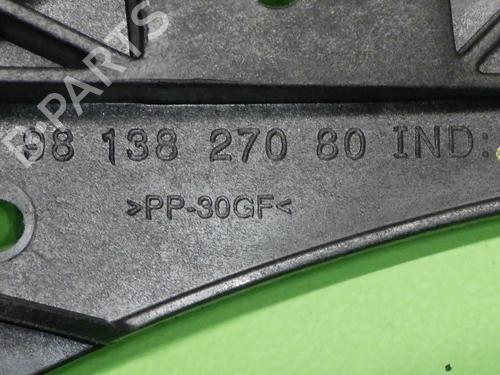 B-PARTS
98 138 270 80 IND:
>PP-30GF<